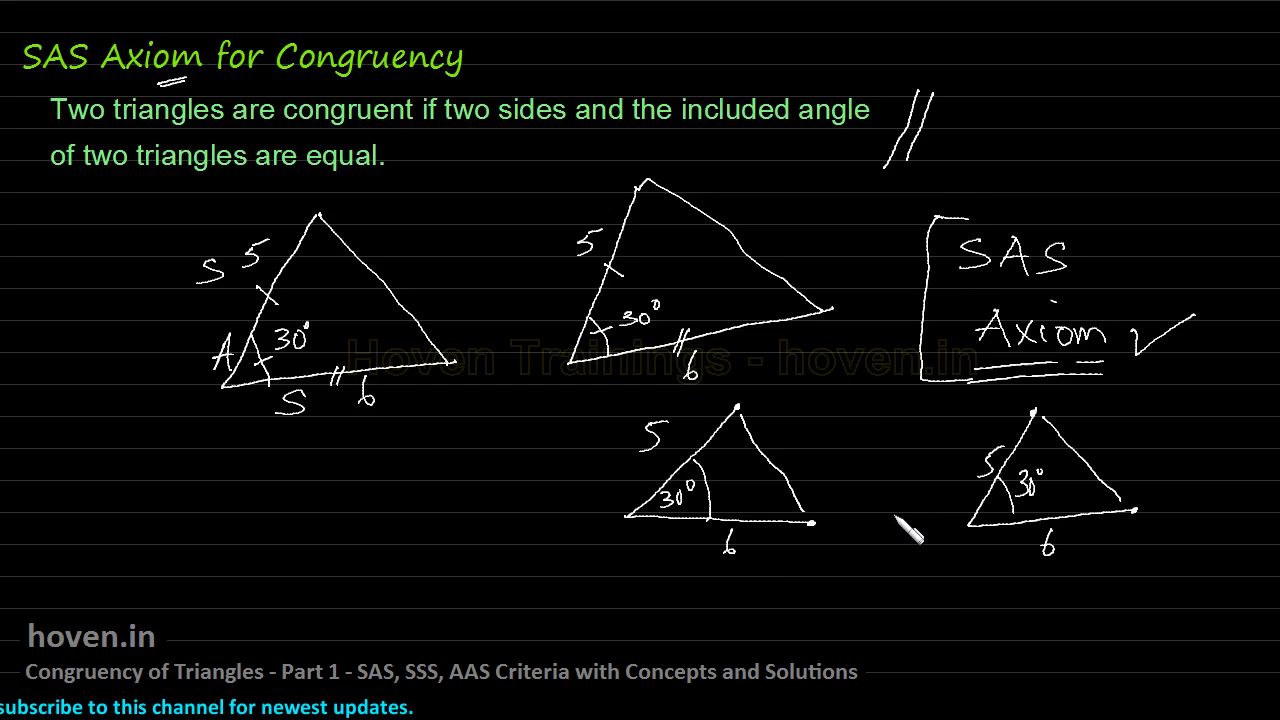 SAS Axiom for Congruency
Two triangles are congruent if two sides and the included angle
of two triangles are equal.
S 5
A 30°
S 6
5
30°
6
SAS
Axiom
Hoven Trainings - hoven.in
5
30°
6
5
30°
6
hoven.in
Congruency of Triangles - Part 1 - SAS, SSS, AAS Criteria with Concepts and Solutions
subscribe to this channel for newest updates.